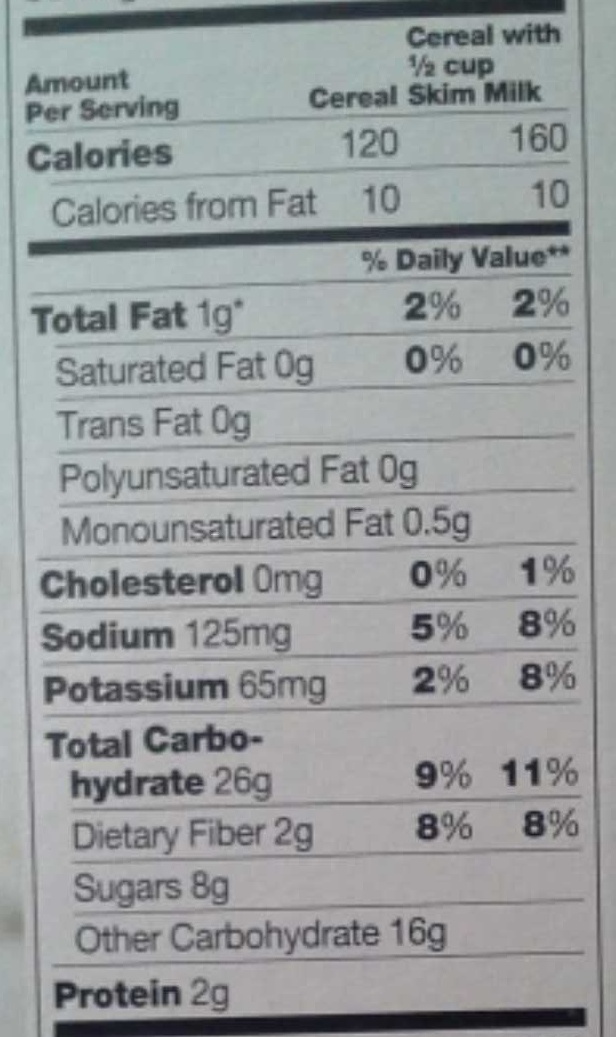 Cereal with
½ cup
Amount
Per Serving Cereal Skim Milk
Calories 120 160
Calories from Fat 10 10
% Daily Value**
Total Fat 1g* 2% 2%
Saturated Fat 0g 0% 0%
Trans Fat 0g
Polyunsaturated Fat 0g
Monounsaturated Fat 0.5g
Cholesterol 0mg 0% 1%
Sodium 125mg 5% 8%
Potassium 65mg 2% 8%
Total Carbo-
hydrate 26g 9% 11%
Dietary Fiber 2g 8% 8%
Sugars 8g
Other Carbohydrate 16g
Protein 2g